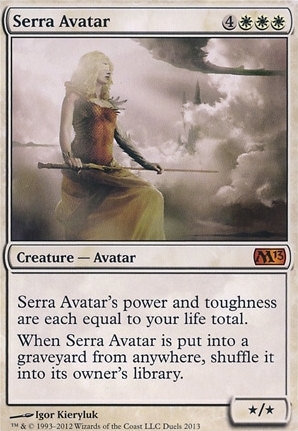 Serra Avatar 4
Creature — Avatar M13
Serra Avatar's power and toughness
are each equal to your life total.
When Serra Avatar is put into a
graveyard from anywhere, shuffle it
into its owner's library.
*/*
Igor Kieryluk
™ & © 1993–2012 Wizards of the Coast LLC Duels 2013